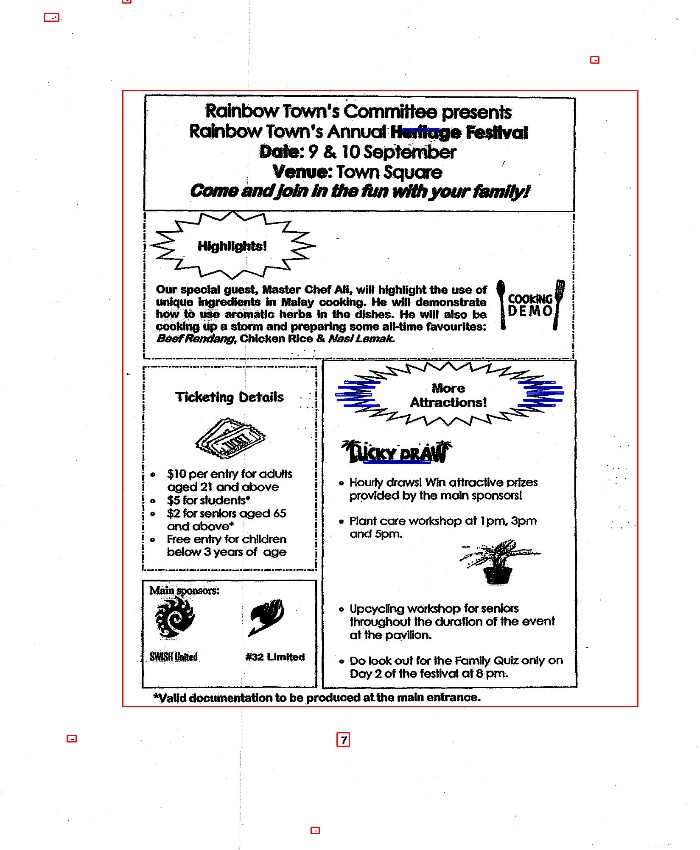 Rainbow Town's Committee presents
Rainbow Town's Annual Heritage Festival
Date: 9 & 10 September
Venue: Town Square
Come and join in the fun with your family!
Highlights!
Our special guest, Master Chef Ali, will highlight the use of
unique ingredients in Malay cooking. He will demonstrate
how to use aromatic herbs in the dishes. He will also be
cooking up a storm and preparing some all-time favourites:
Beef Rendang, Chicken Rice & Nasi Lemak.
COOKING
DEMO
Ticketing Details
TICKET
• $10 per entry for adults
aged 21 and above
• $5 for students*
• $2 for seniors aged 65
and above*
• Free entry for children
below 3 years of age
Main sponsors:
SWISH United
#32 Limited
More
Attractions!
LUCKY DRAW
• Hourly draws! Win attractive prizes
provided by the main sponsors!
• Plant care workshop at 1pm, 3pm
and 5pm.
• Upcycling workshop for seniors
throughout the duration of the event
at the pavilion.
• Do look out for the Family Quiz only on
Day 2 of the festival at 8 pm.
*Valid documentation to be produced at the main entrance.
7